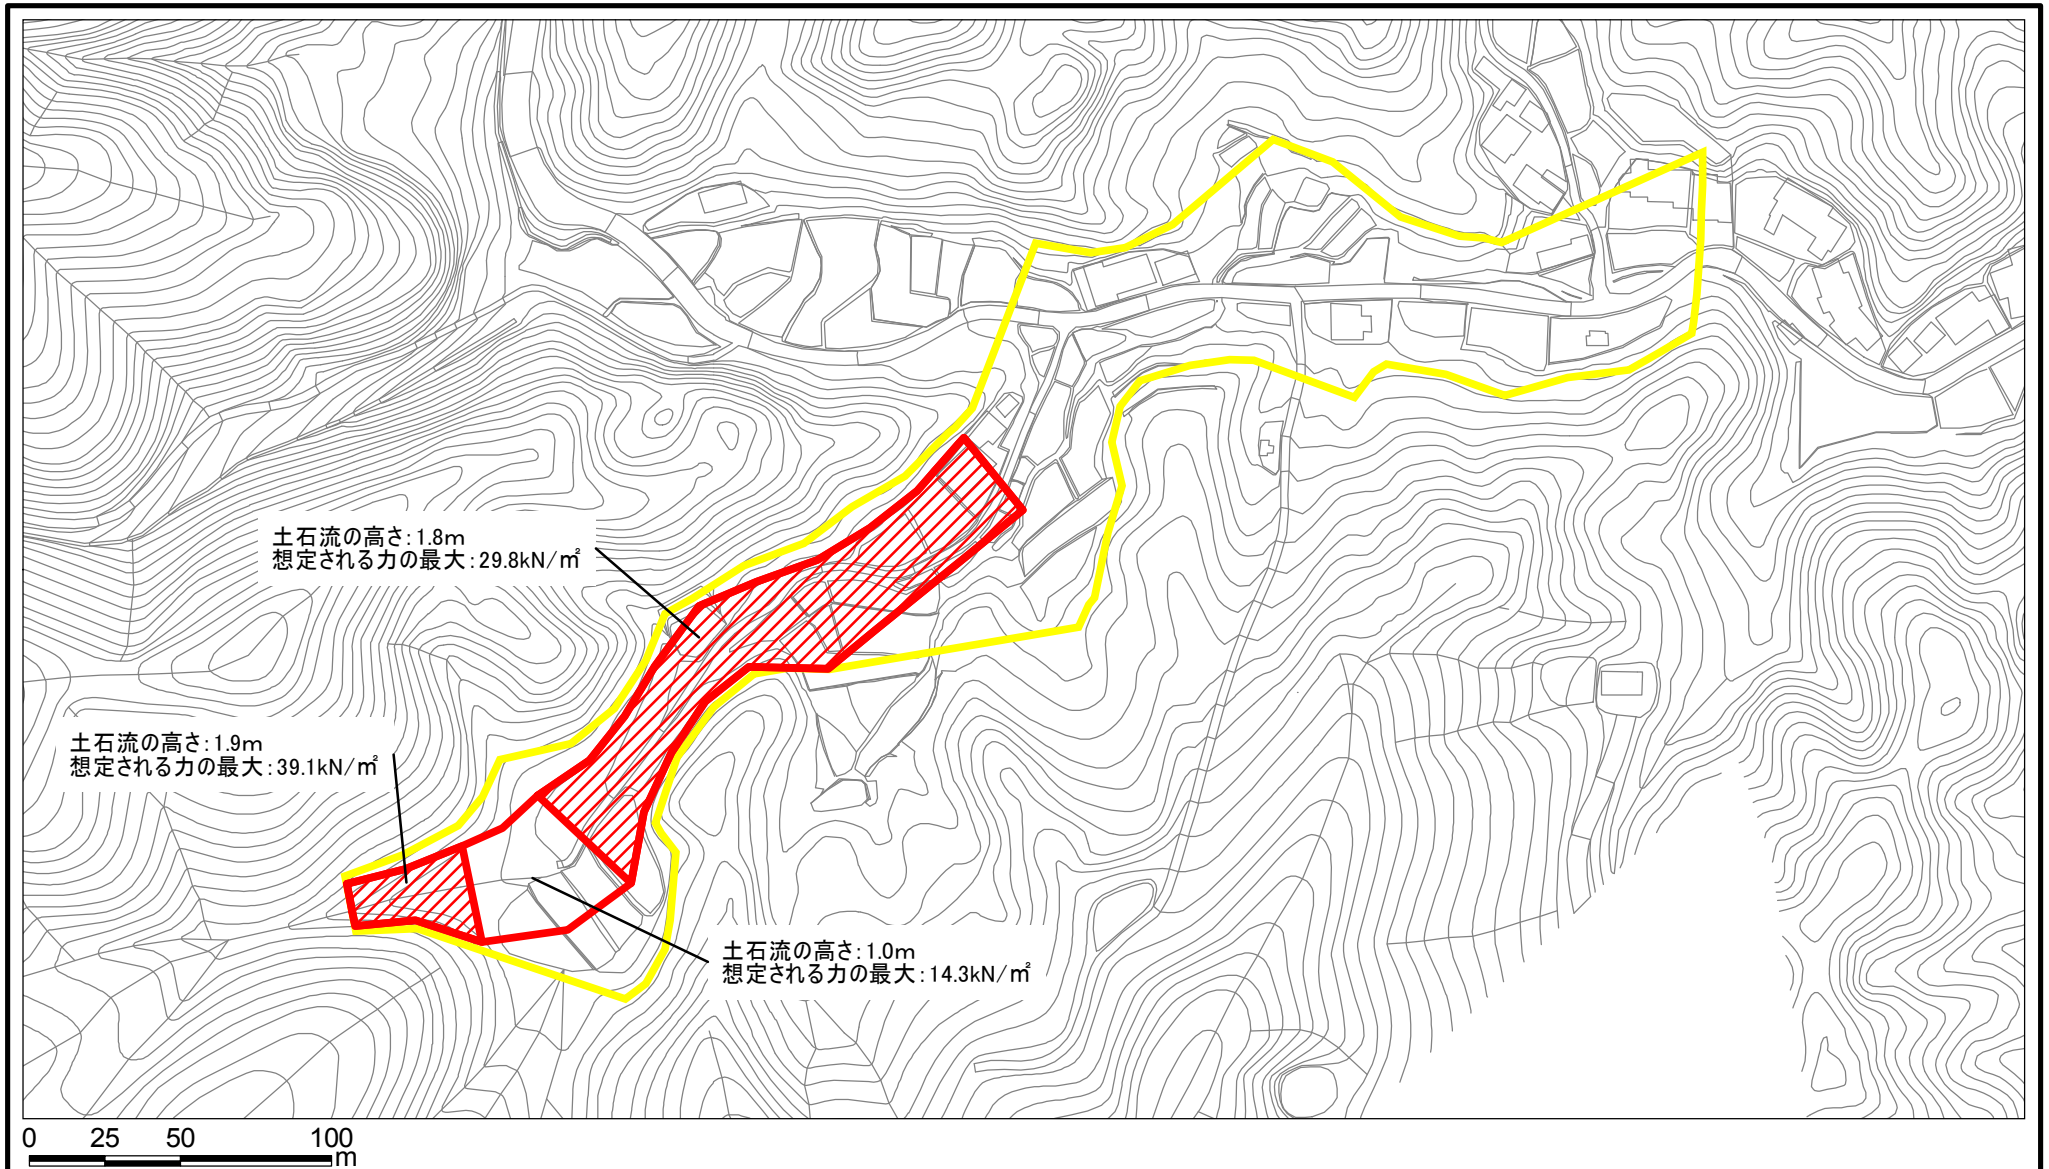 土石流の高さ:1.8m
想定される力の最大:29.8kN/㎡
土石流の高さ:1.9m
想定される力の最大:39.1kN/㎡
土石流の高さ:1.0m
想定される力の最大:14.3kN/㎡
0 25 50 100
m